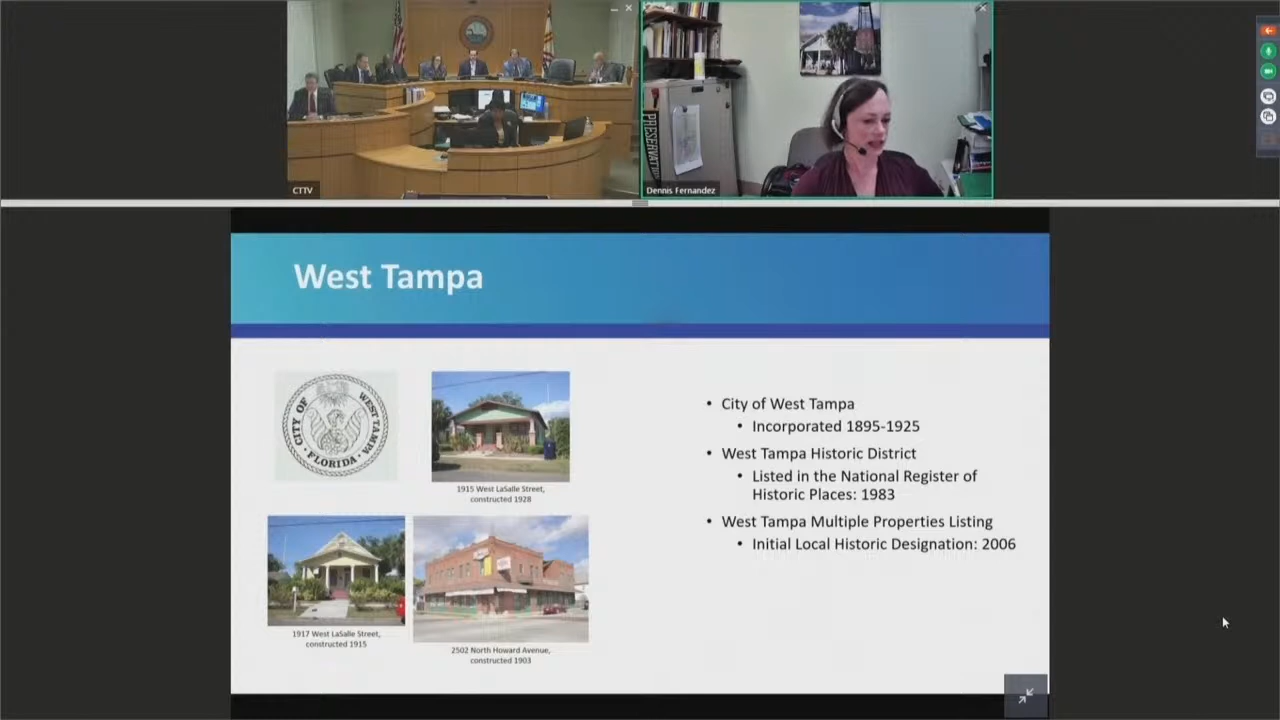 CTTV
PRESERVATION
Dennis Fernandez
West Tampa
CITY OF WEST TAMPA
FLORIDA
1915 West LaSalle Street,
constructed 1928
1917 West LaSalle Street,
constructed 1915
2502 North Howard Avenue,
constructed 1903
• City of West Tampa
• Incorporated 1895-1925
• West Tampa Historic District
• Listed in the National Register of
Historic Places: 1983
• West Tampa Multiple Properties Listing
• Initial Local Historic Designation: 2006